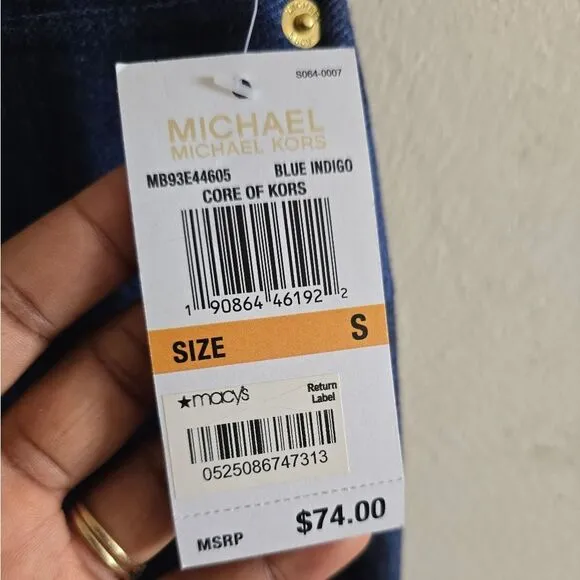 S064-0007
MICHAEL
MICHAEL KORS
MB93E44605 BLUE INDIGO
CORE OF KORS
1 90864 46192 2
SIZE S
★macy's Return
Label
0525086747313
MSRP $74.00